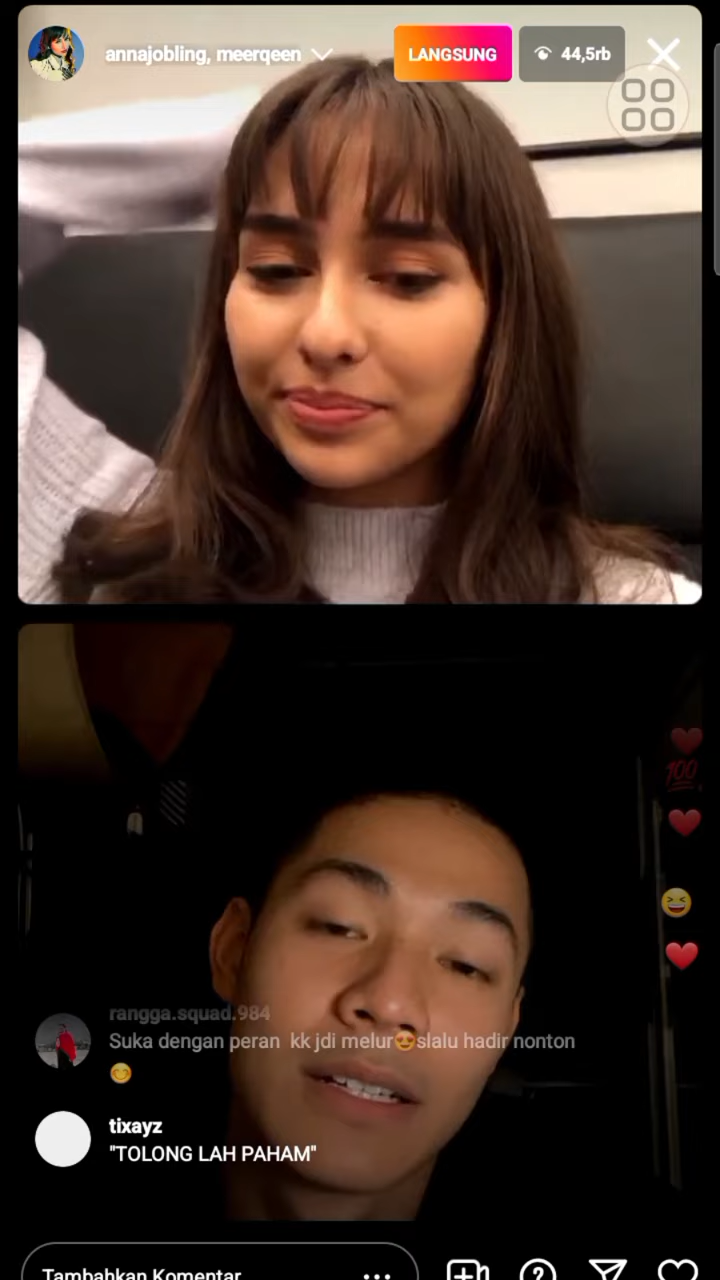 annajobling, meerqeen
LANGSUNG
44,5rb
100
rangga.squad.984
Suka dengan peran kk jdi melur😍slalu hadir nonton
😊
tixayz
"TOLONG LAH PAHAM"
Tambahkan Komentar